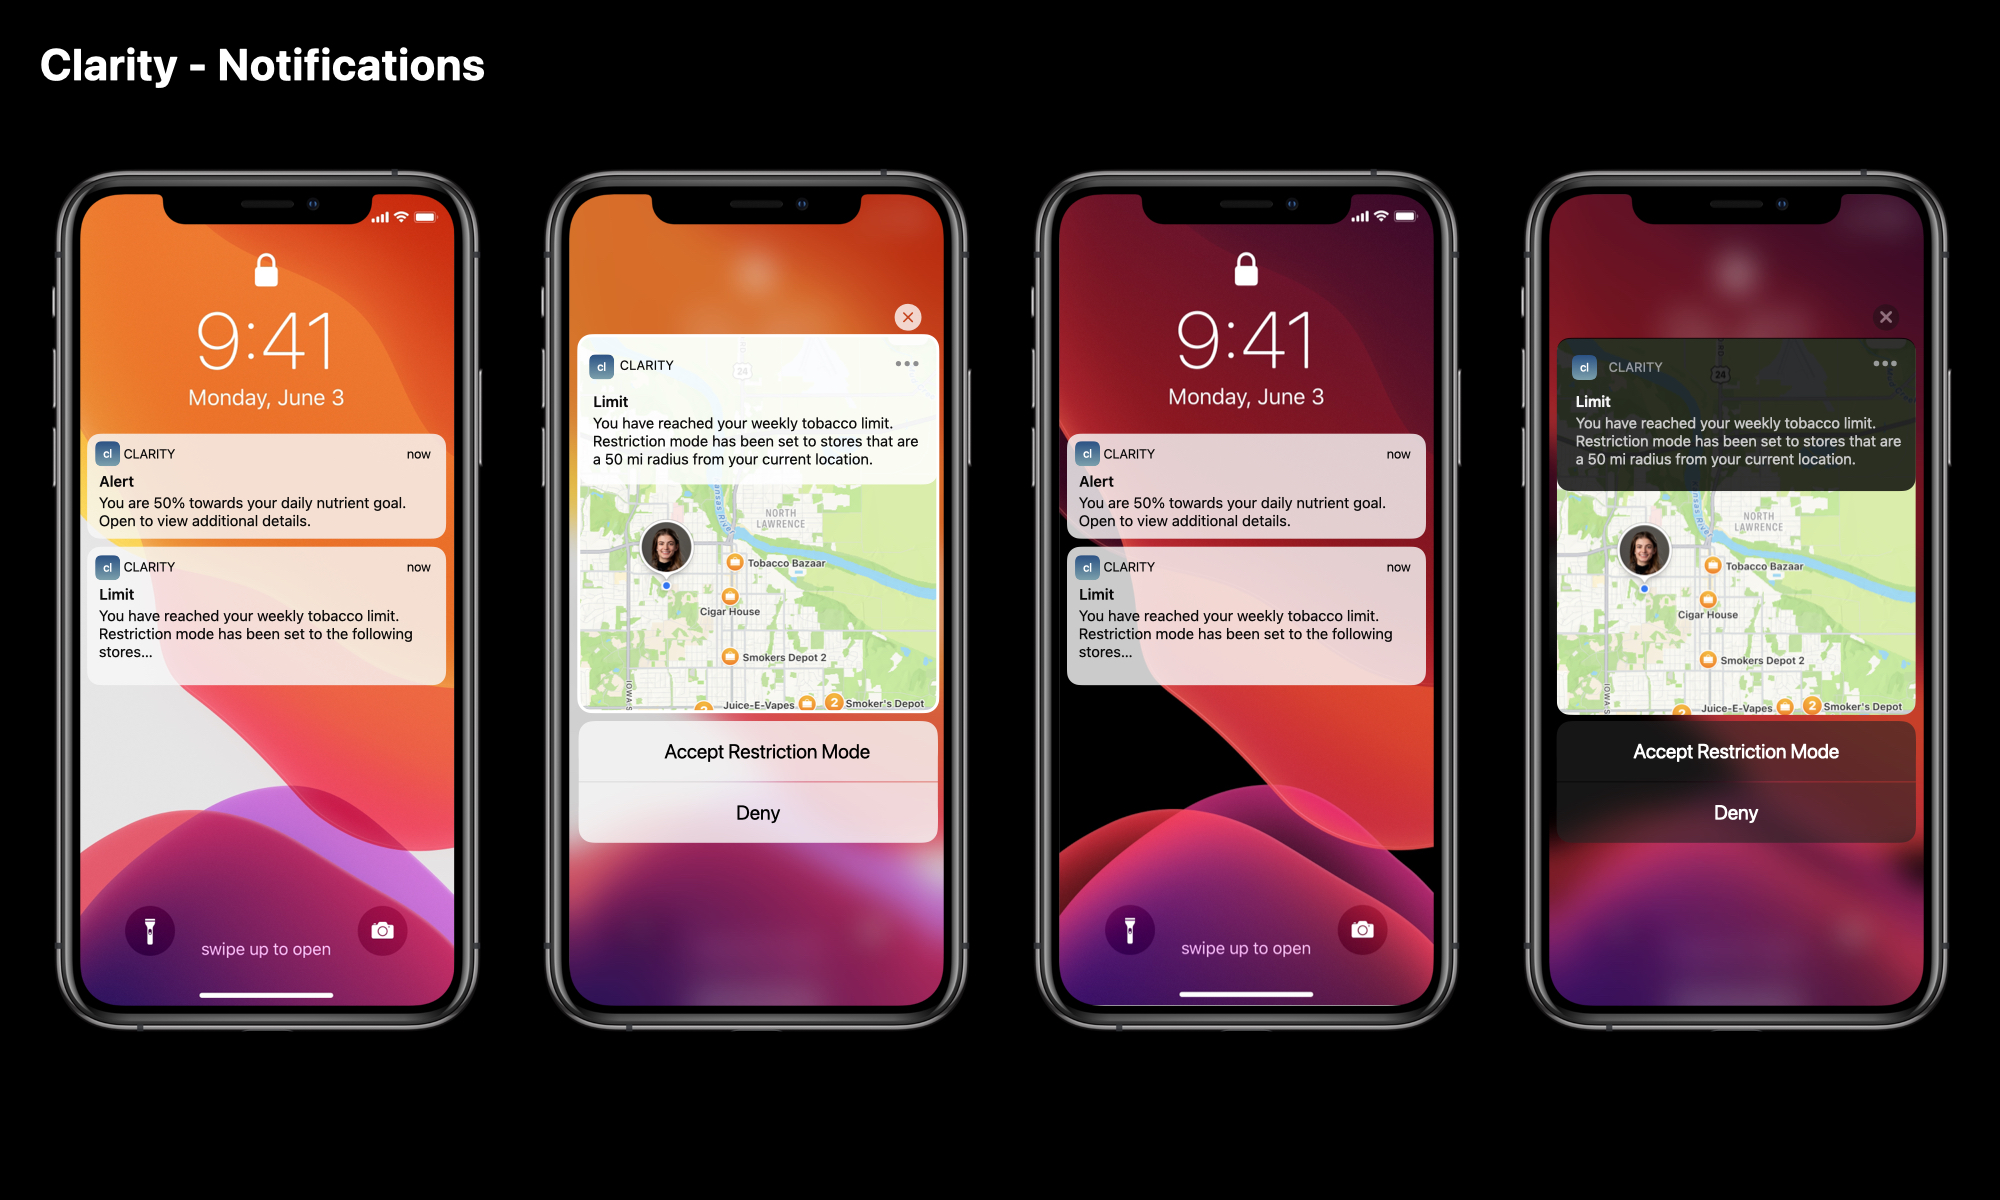 Clarity - Notifications
9:41
Monday, June 3
cl CLARITY now
Alert
You are 50% towards your daily nutrient goal.
Open to view additional details.
cl CLARITY now
Limit
You have reached your weekly tobacco limit.
Restriction mode has been set to the following
stores...
swipe up to open
24
cl CLARITY
Limit
You have reached your weekly tobacco limit.
Restriction mode has been set to stores that are
a 50 mi radius from your current location.
NORTH
LAWRENCE
Tobacco Bazaar
Cigar House
Smokers Depot 2
IOWA S
2 Juice-E-Vapes 2 Smoker's Depot
Accept Restriction Mode
Deny
9:41
Monday, June 3
cl CLARITY now
Alert
You are 50% towards your daily nutrient goal.
Open to view additional details.
cl CLARITY now
Limit
You have reached your weekly tobacco limit.
Restriction mode has been set to the following
stores...
swipe up to open
24
cl CLARITY
Limit
You have reached your weekly tobacco limit.
Restriction mode has been set to stores that are
a 50 mi radius from your current location.
NORTH
LAWRENCE
Tobacco Bazaar
Cigar House
Smokers Depot 2
IOWA S
2 Juice-E-Vapes 2 Smoker's Depot
Accept Restriction Mode
Deny